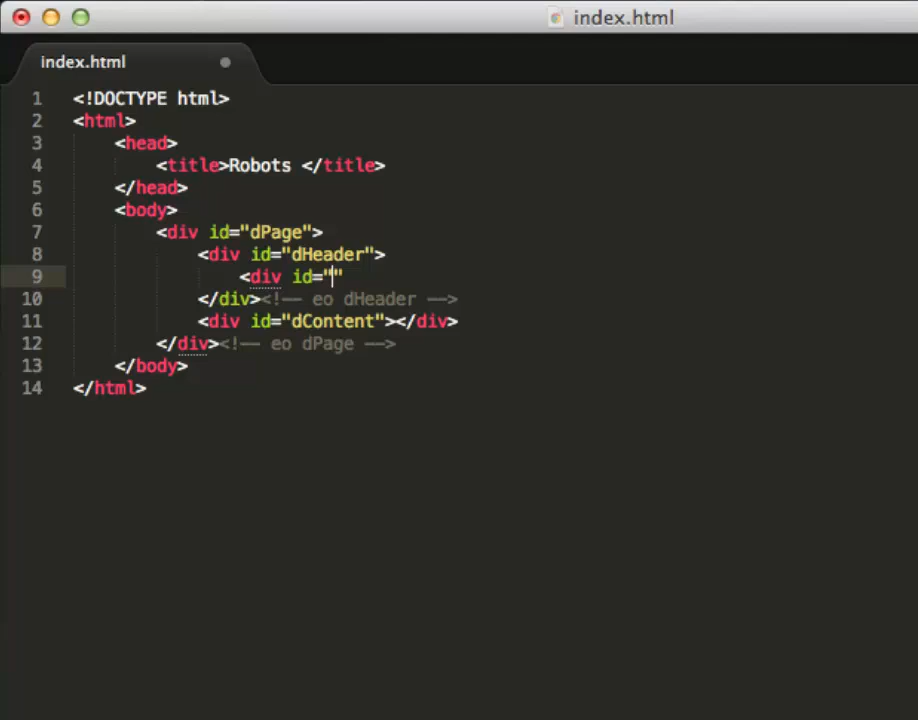 index.html
index.html
1 <!DOCTYPE html>
2 <html>
3 <head>
4 <title>Robots </title>
5 </head>
6 <body>
7 <div id="dPage">
8 <div id="dHeader">
9 <div id=""
10 </div><!-- eo dHeader -->
11 <div id="dContent"></div>
12 </div><!-- eo dPage -->
13 </body>
14 </html>